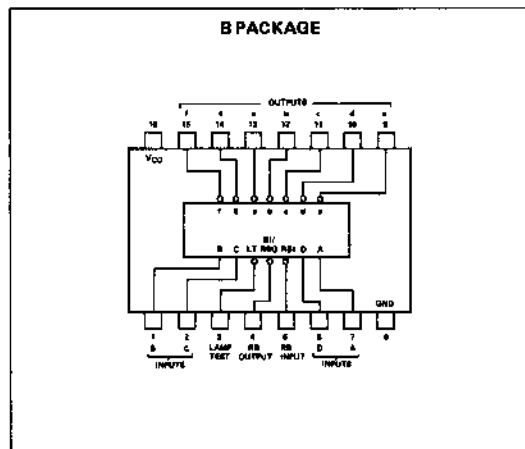 B PACKAGE
OUTPUTS
f g a b c d e
16 15 14 13 12 11 10 9
VCC
f g a b c d e
BI/
B C LT RBO RBI D A
GND
1 2 3 4 5 6 7 8
B C LAMP TEST RB OUTPUT RB INPUT D A
INPUTS INPUTS